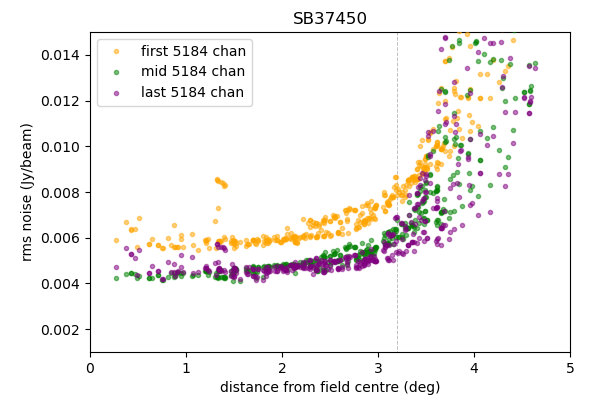 SB37450
first 5184 chan
mid 5184 chan
last 5184 chan
rms noise (Jy/beam)
0.014
0.012
0.010
0.008
0.006
0.004
0.002
0 1 2 3 4 5
distance from field centre (deg)